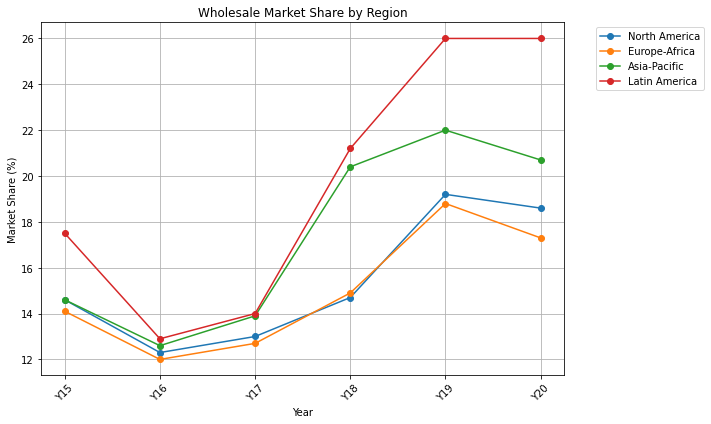 Wholesale Market Share by Region
North America
Europe-Africa
Asia-Pacific
Latin America
Market Share (%)
26
24
22
20
18
16
14
12
Y15
Y16
Y17
Y18
Y19
Y20
Year